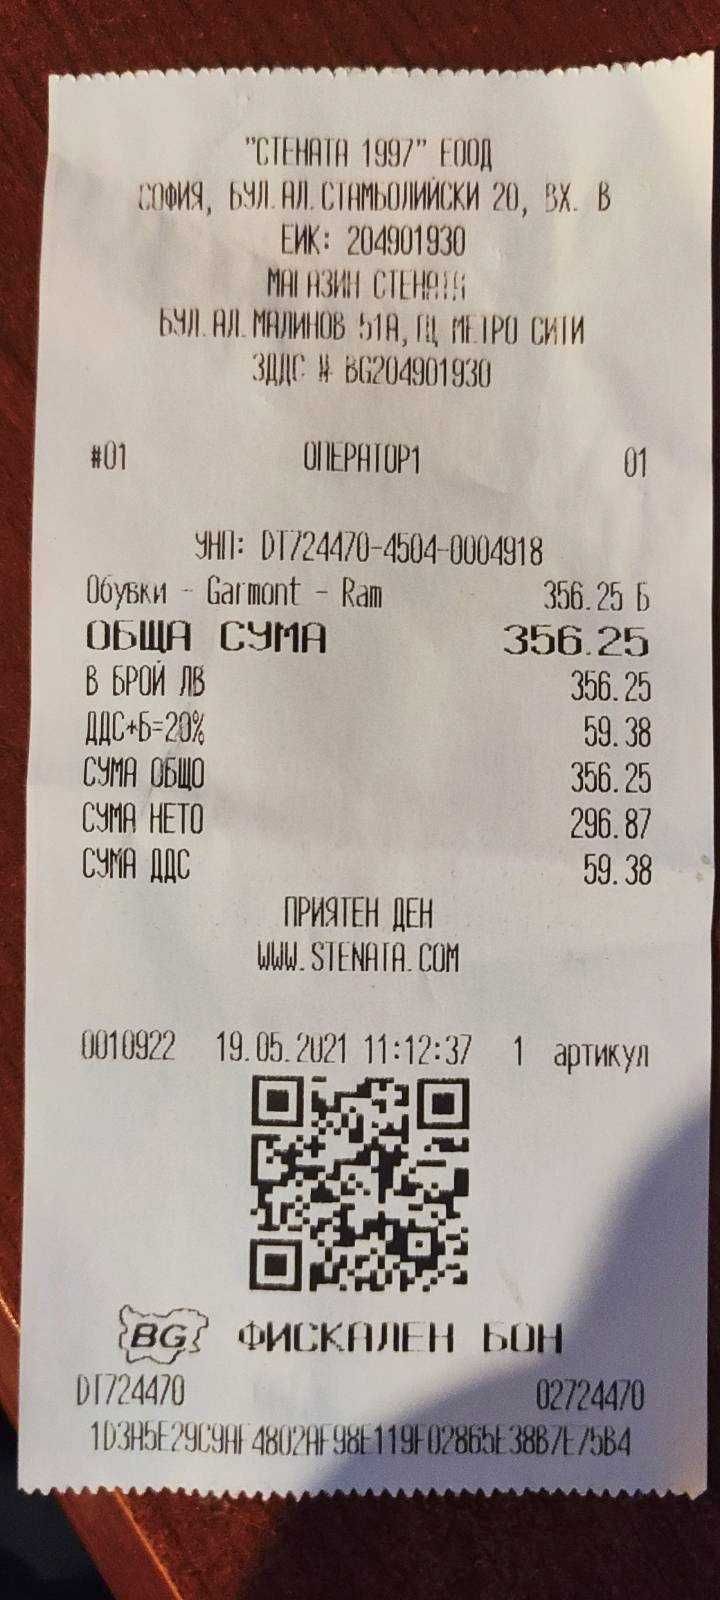 "СТЕНАТА 1997" ЕООД
СОФИЯ, БУЛ.АЛ.СТАМБОЛИЙСКИ 20, ВХ. В
ЕИК: 204901930
МАГАЗИН СТЕНАТА
БУЛ.АЛ.МАЛИНОВ 51А,ТЦ МЕТРО СИТИ
ЗДДС № BG204901930
#01 ОПЕРАТОР1 01
УНП: DT724470-4504-0004918
Обувки - Garmont - Ram 356.25 Б
ОБЩА СУМА 356.25
В БРОЙ ЛВ 356.25
ДДС*Б=20% 59.38
СУМА ОБЩО 356.25
СУМА НЕТО 296.87
СУМА ДДС 59.38
ПРИЯТЕН ДЕН
WWW.STENATA.COM
0010922 19.05.2021 11:12:37 1 артикул
BG ФИСКАЛЕН БОН
DT724470 02724470
1D3A5E29C9AF4802AF98E119F02865E38B7E75B4